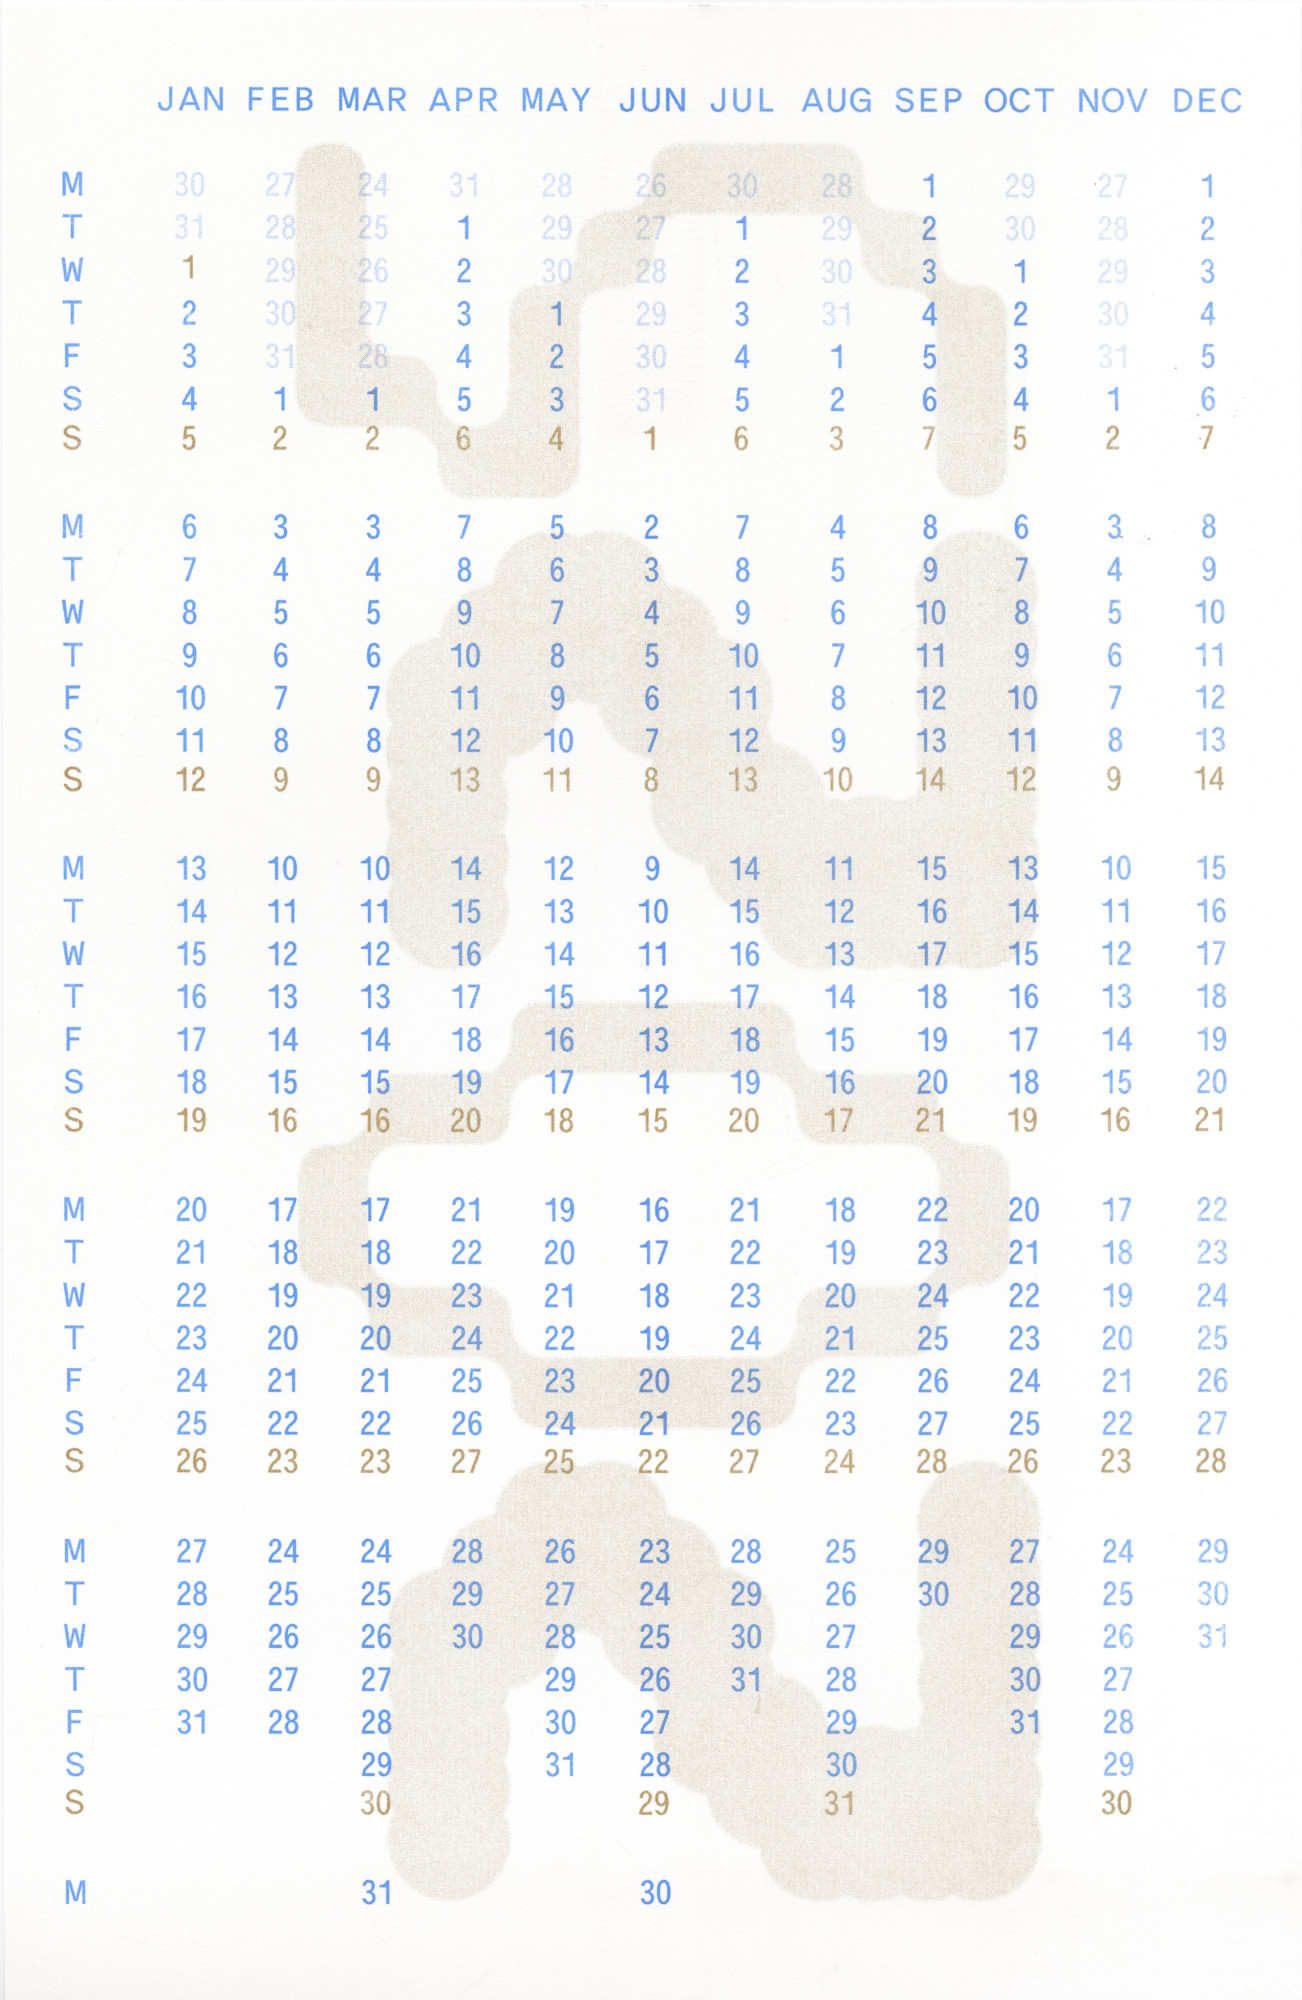 JAN FEB MAR APR MAY JUN JUL AUG SEP OCT NOV DEC
M 30 27 24 31 28 26 30 28 1 29 27 1
T 31 28 25 1 29 27 1 29 2 30 28 2
W 1 29 26 2 30 28 2 30 3 1 29 3
T 2 30 27 3 1 29 3 31 4 2 30 4
F 3 31 28 4 2 30 4 1 5 3 31 5
S 4 1 1 5 3 31 5 2 6 4 1 6
S 5 2 2 6 4 1 6 3 7 5 2 7
M 6 3 3 7 5 2 7 4 8 6 3 8
T 7 4 4 8 6 3 8 5 9 7 4 9
W 8 5 5 9 7 4 9 6 10 8 5 10
T 9 6 6 10 8 5 10 7 11 9 6 11
F 10 7 7 11 9 6 11 8 12 10 7 12
S 11 8 8 12 10 7 12 9 13 11 8 13
S 12 9 9 13 11 8 13 10 14 12 9 14
M 13 10 10 14 12 9 14 11 15 13 10 15
T 14 11 11 15 13 10 15 12 16 14 11 16
W 15 12 12 16 14 11 16 13 17 15 12 17
T 16 13 13 17 15 12 17 14 18 16 13 18
F 17 14 14 18 16 13 18 15 19 17 14 19
S 18 15 15 19 17 14 19 16 20 18 15 20
S 19 16 16 20 18 15 20 17 21 19 16 21
M 20 17 17 21 19 16 21 18 22 20 17 22
T 21 18 18 22 20 17 22 19 23 21 18 23
W 22 19 19 23 21 18 23 20 24 22 19 24
T 23 20 20 24 22 19 24 21 25 23 20 25
F 24 21 21 25 23 20 25 22 26 24 21 26
S 25 22 22 26 24 21 26 23 27 25 22 27
S 26 23 23 27 25 22 27 24 28 26 23 28
M 27 24 24 28 26 23 28 25 29 27 24 29
T 28 25 25 29 27 24 29 26 30 28 25 30
W 29 26 26 30 28 25 30 27 29 26 31
T 30 27 27 29 26 31 28 30 27
F 31 28 28 30 27 29 31 28
S 29 31 28 30 29
S 30 29 31 30
M 31 30
2025